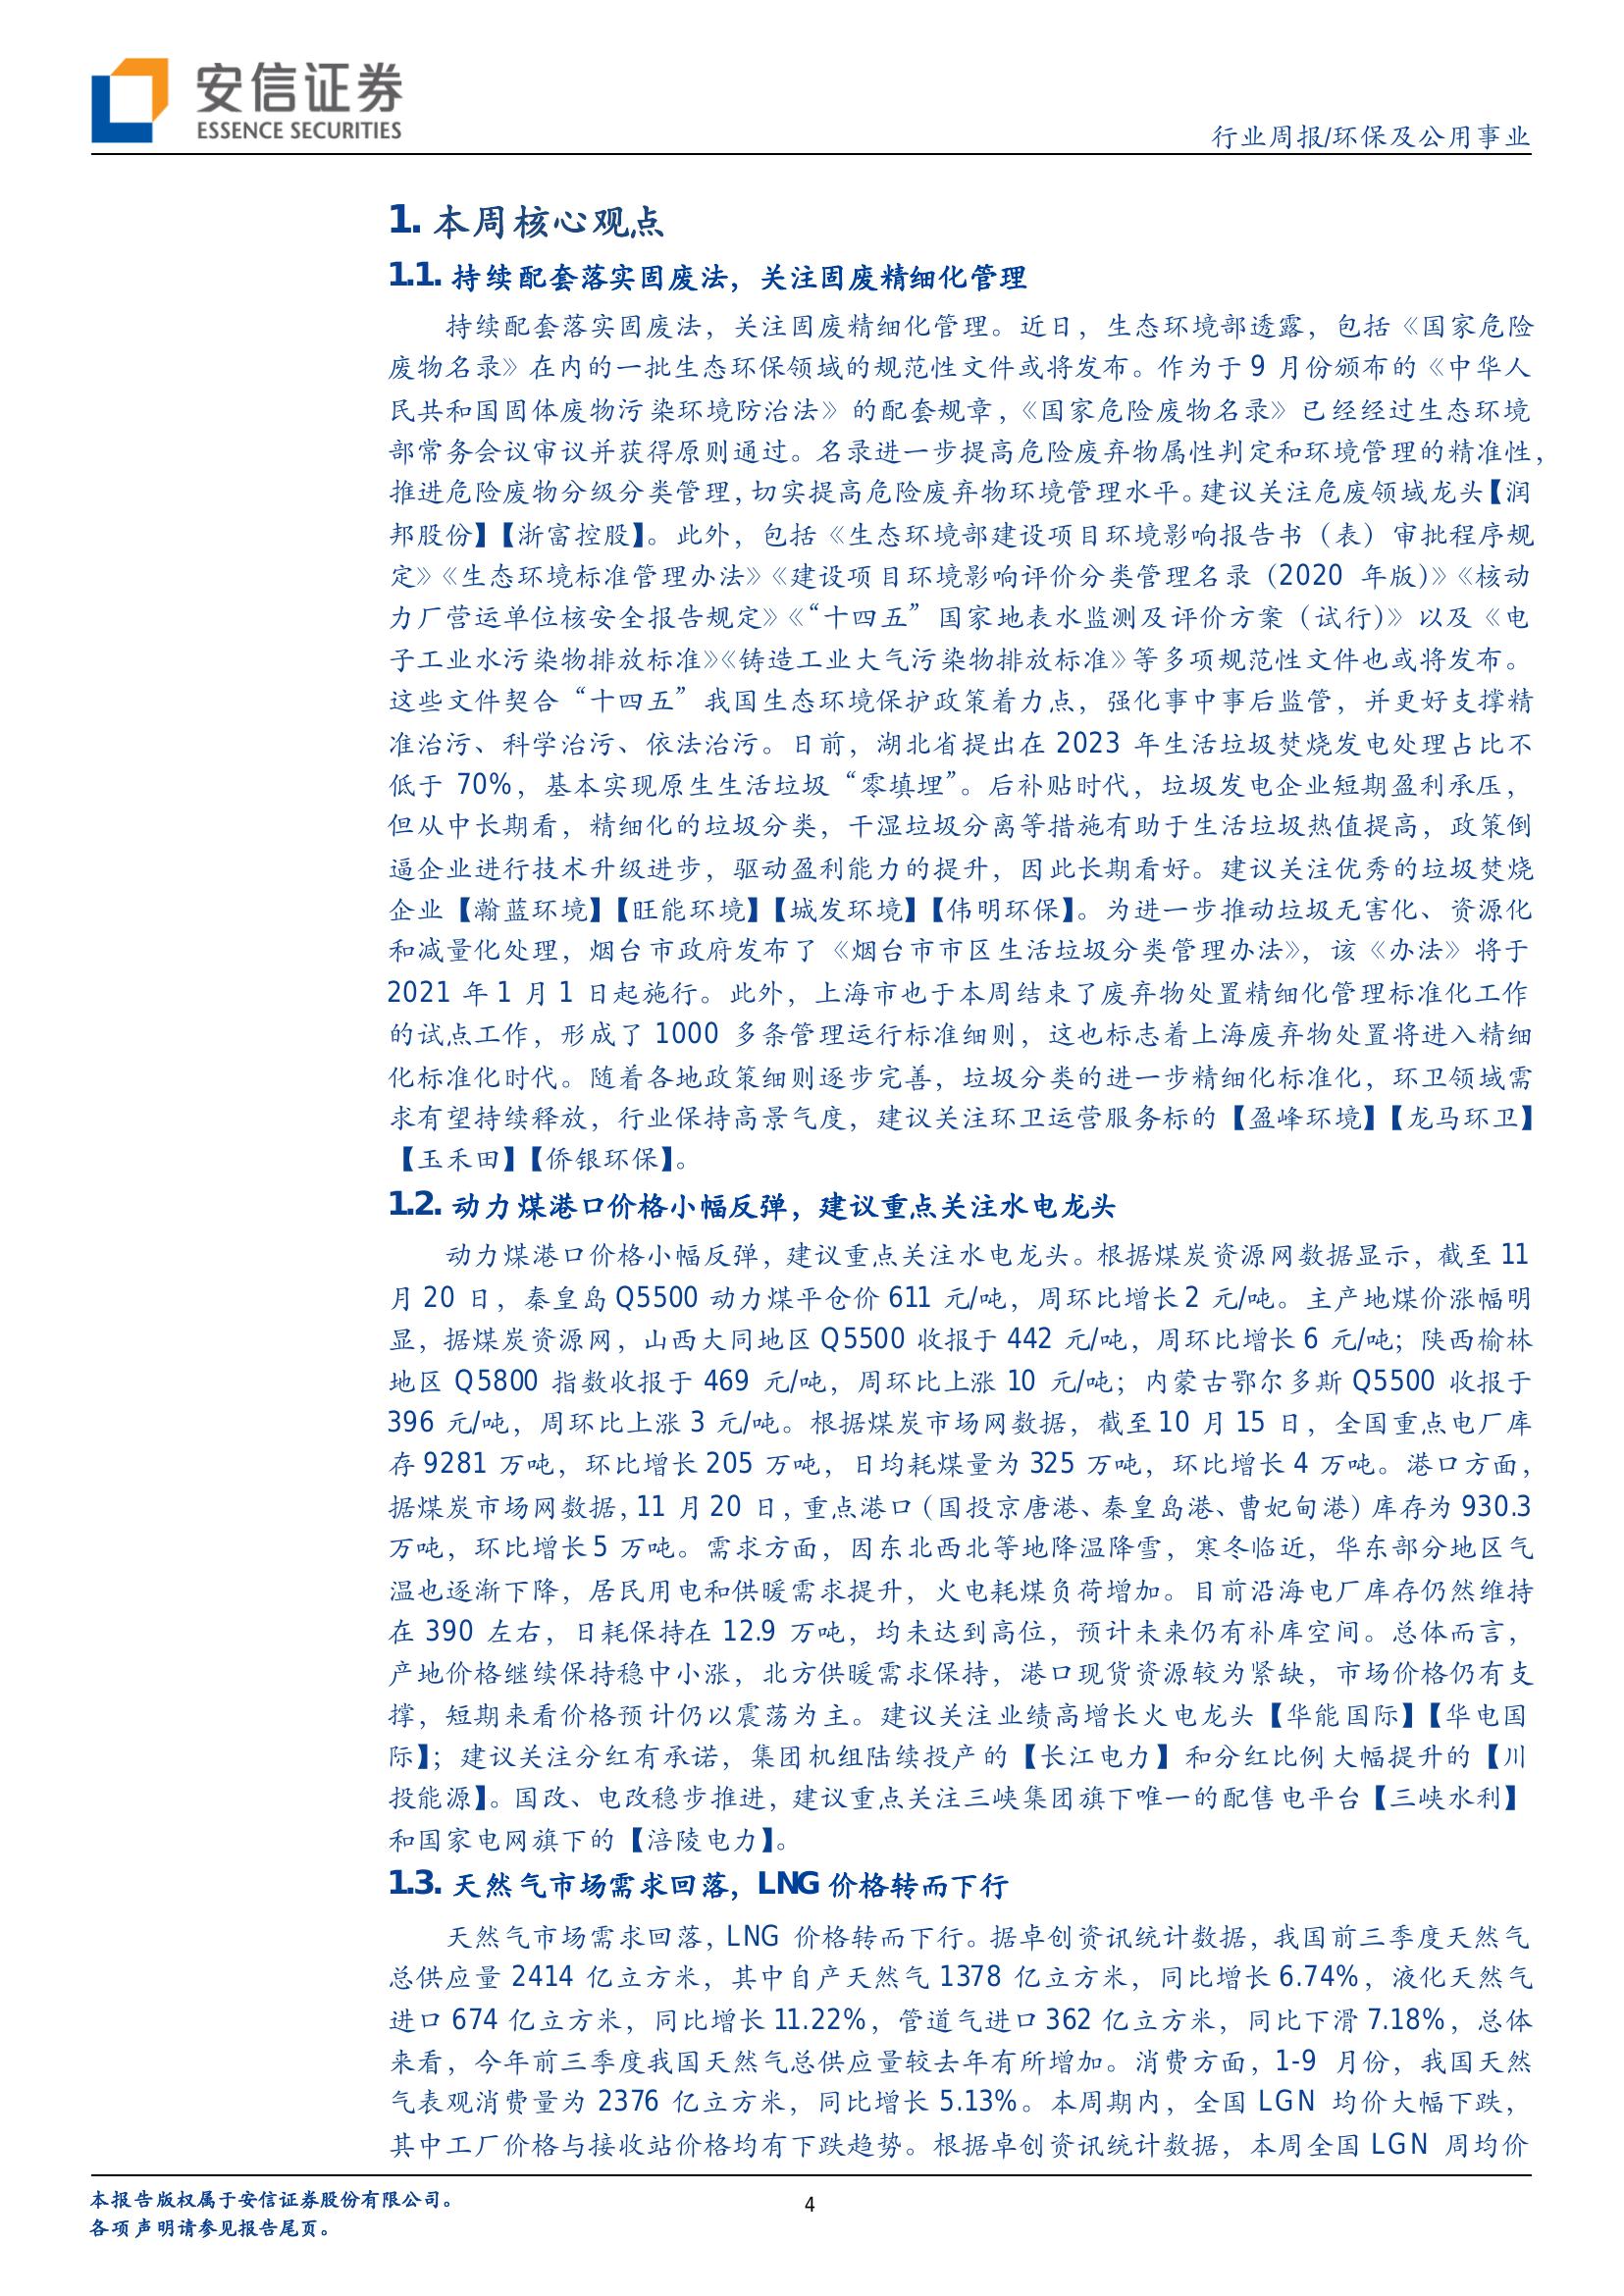 安信证券
ESSENCE SECURITIES
行业周报/环保及公用事业
1. 本周核心观点
1.1. 持续配套落实固废法，关注固废精细化管理
持续配套落实固废法，关注固废精细化管理。近日，生态环境部透露，包括《国家危险
废物名录》在内的一批生态环保领域的规范性文件或将发布。作为于 9 月份颁布的《中华人
民共和国固体废物污染环境防治法》的配套规章，《国家危险废物名录》已经经过生态环境
部常务会议审议并获得原则通过。名录进一步提高危险废弃物属性判定和环境管理的精准性，
推进危险废物分级分类管理，切实提高危险废弃物环境管理水平。建议关注危废领域龙头【润
邦股份】【浙富控股】。此外，包括《生态环境部建设项目环境影响报告书（表）审批程序规
定》《生态环境标准管理办法》《建设项目环境影响评价分类管理名录（2020 年版）》《核动
力厂营运单位核安全报告规定》《“十四五”国家地表水监测及评价方案（试行）》以及《电
子工业水污染物排放标准》《铸造工业大气污染物排放标准》等多项规范性文件也或将发布。
这些文件契合“十四五”我国生态环境保护政策着力点，强化事中事后监管，并更好支撑精
准治污、科学治污、依法治污。日前，湖北省提出在 2023 年生活垃圾焚烧发电处理占比不
低于 70%，基本实现原生生活垃圾“零填埋”。后补贴时代，垃圾发电企业短期盈利承压，
但从中长期看，精细化的垃圾分类，干湿垃圾分离等措施有助于生活垃圾热值提高，政策倒
逼企业进行技术升级进步，驱动盈利能力的提升，因此长期看好。建议关注优秀的垃圾焚烧
企业【瀚蓝环境】【旺能环境】【城发环境】【伟明环保】。为进一步推动垃圾无害化、资源化
和减量化处理，烟台市政府发布了《烟台市市区生活垃圾分类管理办法》，该《办法》将于
2021 年 1 月 1 日起施行。此外，上海市也于本周结束了废弃物处置精细化管理标准化工作
的试点工作，形成了 1000 多条管理运行标准细则，这也标志着上海废弃物处置将进入精细
化标准化时代。随着各地政策细则逐步完善，垃圾分类的进一步精细化标准化，环卫领域需
求有望持续释放，行业保持高景气度，建议关注环卫运营服务标的【盈峰环境】【龙马环卫】
【玉禾田】【侨银环保】。
1.2. 动力煤港口价格小幅反弹，建议重点关注水电龙头
动力煤港口价格小幅反弹，建议重点关注水电龙头。根据煤炭资源网数据显示，截至 11
月 20 日，秦皇岛 Q5500 动力煤平仓价 611 元/吨，周环比增长 2 元/吨。主产地煤价涨幅明
显，据煤炭资源网，山西大同地区 Q5500 收报于 442 元/吨，周环比增长 6 元/吨；陕西榆林
地区 Q5800 指数收报于 469 元/吨，周环比上涨 10 元/吨；内蒙古鄂尔多斯 Q5500 收报于
396 元/吨，周环比上涨 3 元/吨。根据煤炭市场网数据，截至 10 月 15 日，全国重点电厂库
存 9281 万吨，环比增长 205 万吨，日均耗煤量为 325 万吨，环比增长 4 万吨。港口方面，
据煤炭市场网数据，11 月 20 日，重点港口（国投京唐港、秦皇岛港、曹妃甸港）库存为 930.3
万吨，环比增长 5 万吨。需求方面，因东北西北等地降温降雪，寒冬临近，华东部分地区气
温也逐渐下降，居民用电和供暖需求提升，火电耗煤负荷增加。目前沿海电厂库存仍然维持
在 390 左右，日耗保持在 12.9 万吨，均未达到高位，预计未来仍有补库空间。总体而言，
产地价格继续保持稳中小涨，北方供暖需求保持，港口现货资源较为紧缺，市场价格仍有支
撑，短期来看价格预计仍以震荡为主。建议关注业绩高增长火电龙头【华能国际】【华电国
际】；建议关注分红有承诺，集团机组陆续投产的【长江电力】和分红比例大幅提升的【川
投能源】。国改、电改稳步推进，建议重点关注三峡集团旗下唯一的配售电平台【三峡水利】
和国家电网旗下的【涪陵电力】。
1.3. 天然气市场需求回落，LNG 价格转而下行
天然气市场需求回落，LNG 价格转而下行。据卓创资讯统计数据，我国前三季度天然气
总供应量 2414 亿立方米，其中自产天然气 1378 亿立方米，同比增长 6.74%，液化天然气
进口 674 亿立方米，同比增长 11.22%，管道气进口 362 亿立方米，同比下滑 7.18%，总体
来看，今年前三季度我国天然气总供应量较去年有所增加。消费方面，1-9 月份，我国天然
气表观消费量为 2376 亿立方米，同比增长 5.13%。本周期内，全国 LGN 均价大幅下跌，
其中工厂价格与接收站价格均有下跌趋势。根据卓创资讯统计数据，本周全国 LGN 周均价
本报告版权属于安信证券股份有限公司。
各项声明请参见报告尾页。
4